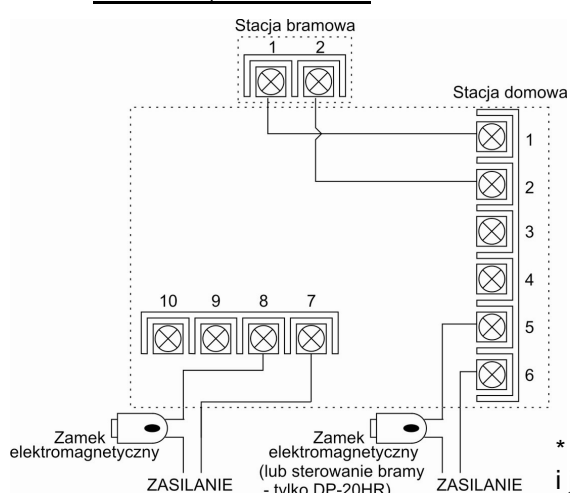 Stacja bramowa
1 2
Stacja domowa
1
2
3
4
10 9 8 7
5
6
Zamek
elektromagnetyczny
ZASILANIE
Zamek
elektromagnetyczny
(lub sterowanie bramy
- tylko DP-20HR)
ZASILANIE
*
i